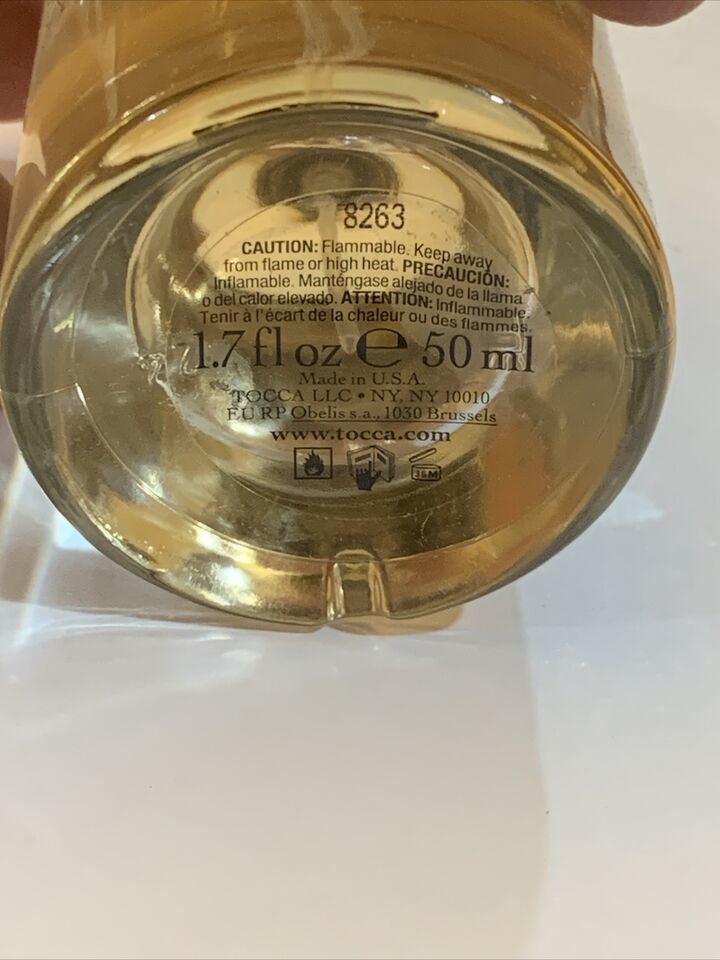 8263
CAUTION: Flammable. Keep away
from flame or high heat. PRECAUCIÓN:
Inflamable. Manténgase alejado de la llama
o del calor elevado. ATTENTION: Inflammable.
Tenir à l'écart de la chaleur ou des flammes.
1.7 fl oz e 50 ml
Made in U.S.A.
TOCCA LLC • NY, NY 10010
EU RP Obelis s.a., 1030 Brussels
www.tocca.com
36M